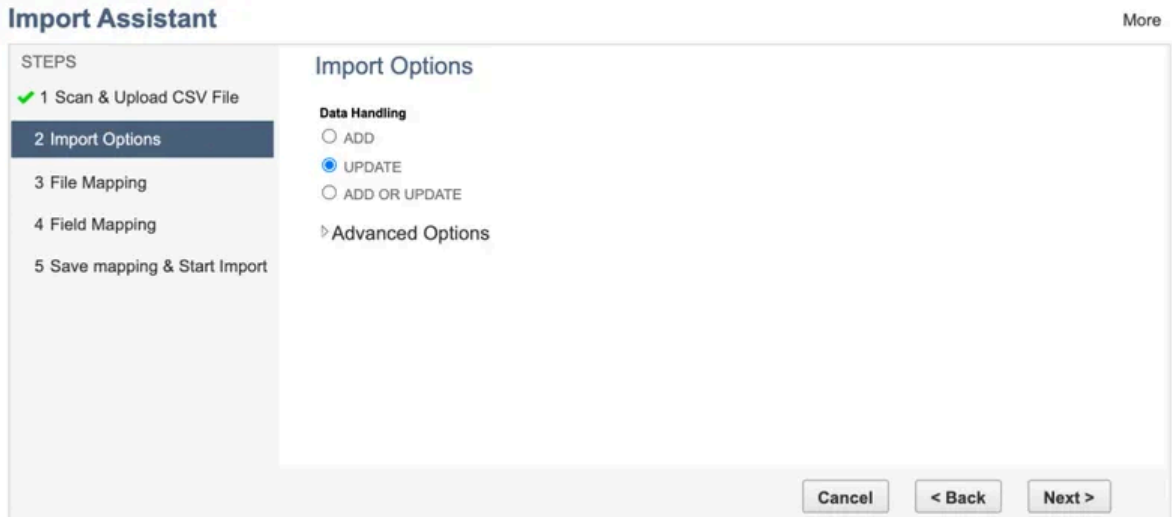 Import Assistant
More
STEPS
1 Scan & Upload CSV File
2 Import Options
3 File Mapping
4 Field Mapping
5 Save mapping & Start Import
Import Options
Data Handling
ADD
UPDATE
ADD OR UPDATE
Advanced Options
Cancel
< Back
Next >